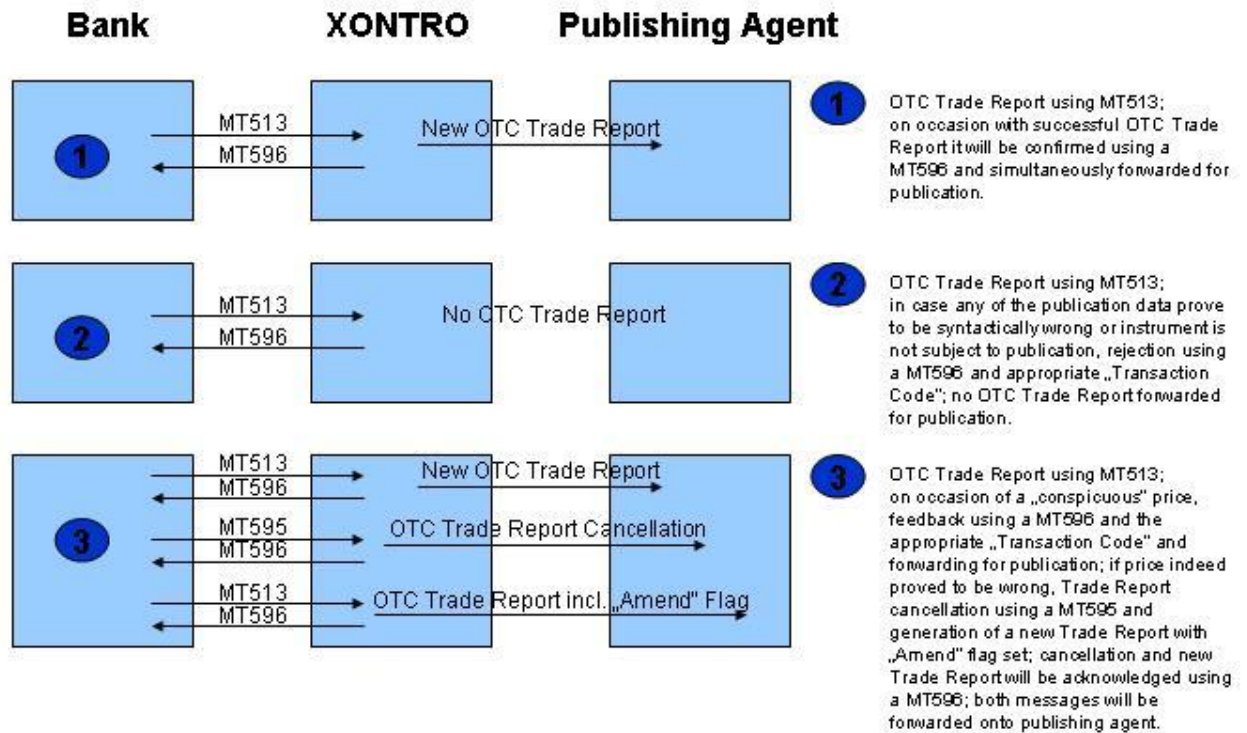 Bank XONTRO Publishing Agent
1
MT513
MT596
New OTC Trade Report
1
OTC Trade Report using MT513;
on occasion with successful OTC Trade
Report it will be confirmed using a
MT596 and simultaneously forwarded for
publication.
2
MT513
MT596
No OTC Trade Report
2
OTC Trade Report using MT513;
in case any of the publication data prove
to be syntactically wrong or instrument is
not subject to publication, rejection using
a MT596 and appropriate „Transaction
Code"; no OTC Trade Report forwarded
for publication.
3
MT513
MT596
New OTC Trade Report
MT595
MT596
OTC Trade Report Cancellation
MT513
MT596
OTC Trade Report incl. „Amend" Flag
3
OTC Trade Report using MT513;
on occasion of a „conspicuous" price,
feedback using a MT596 and the
appropriate „Transaction Code" and
forwarding for publication; if price indeed
proved to be wrong, Trade Report
cancellation using a MT595 and
generation of a new Trade Report with
„Amend" flag set; cancellation and new
Trade Report will be acknowledged using
a MT596; both messages will be
forwarded onto publishing agent.